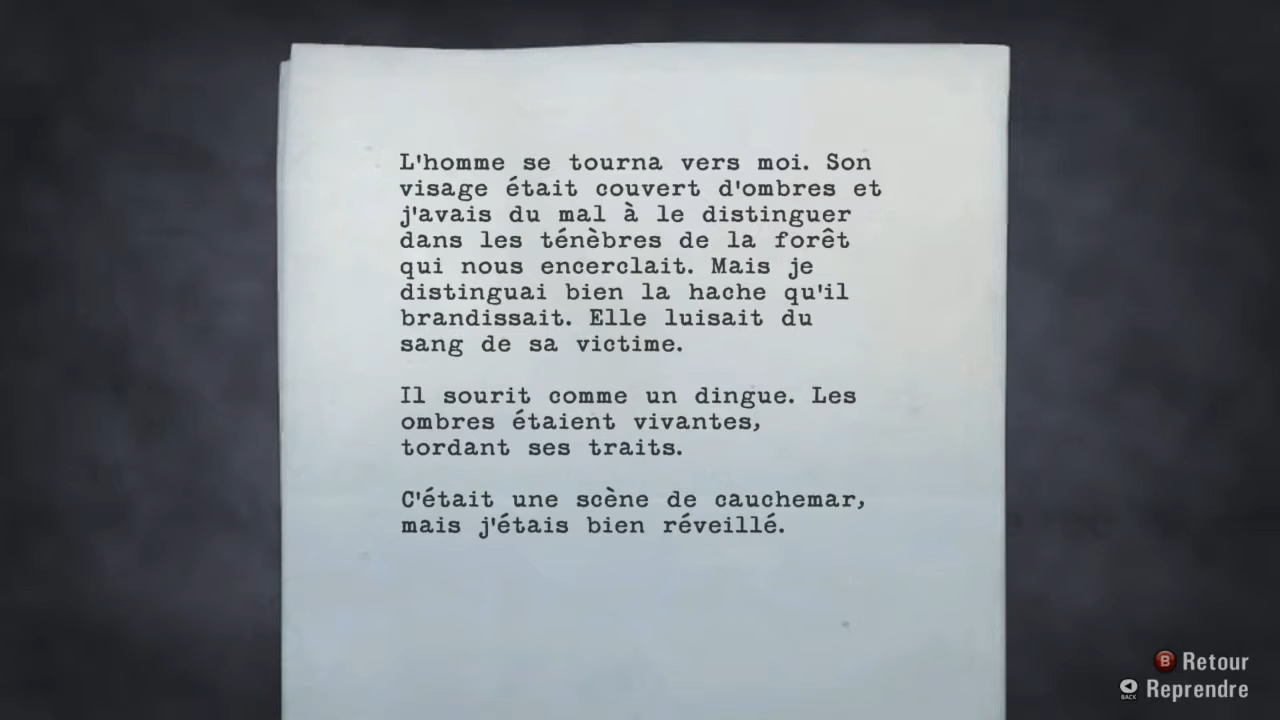 L'homme se tourna vers moi. Son
visage était couvert d'ombres et
j'avais du mal à le distinguer
dans les ténèbres de la forêt
qui nous encerclait. Mais je
distinguai bien la hache qu'il
brandissait. Elle luisait du
sang de sa victime.
Il sourit comme un dingue. Les
ombres étaient vivantes,
tordant ses traits.
C'était une scène de cauchemar,
mais j'étais bien réveillé.
B Retour
BACK Reprendre